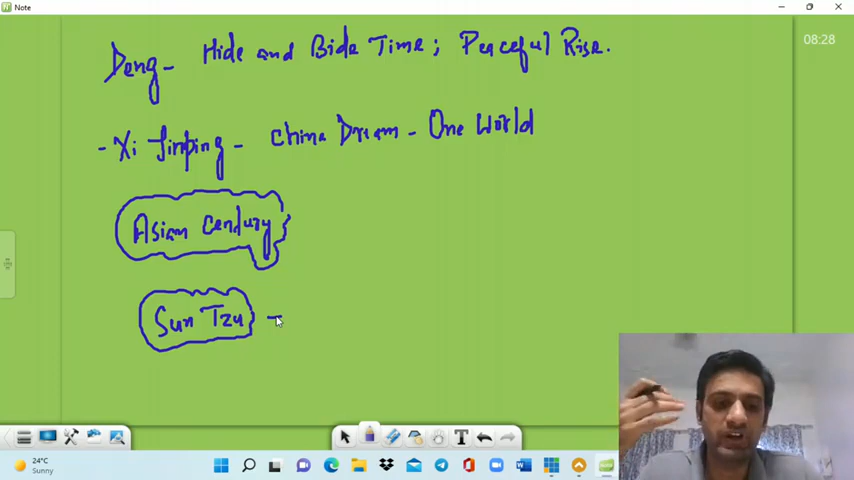 Note
08:28
Deng - Hide and Bide Time; Peaceful Rise.
- Xi Jinping - China Dream - One World
Asian Century
Sun Tzu -
24°C
Sunny